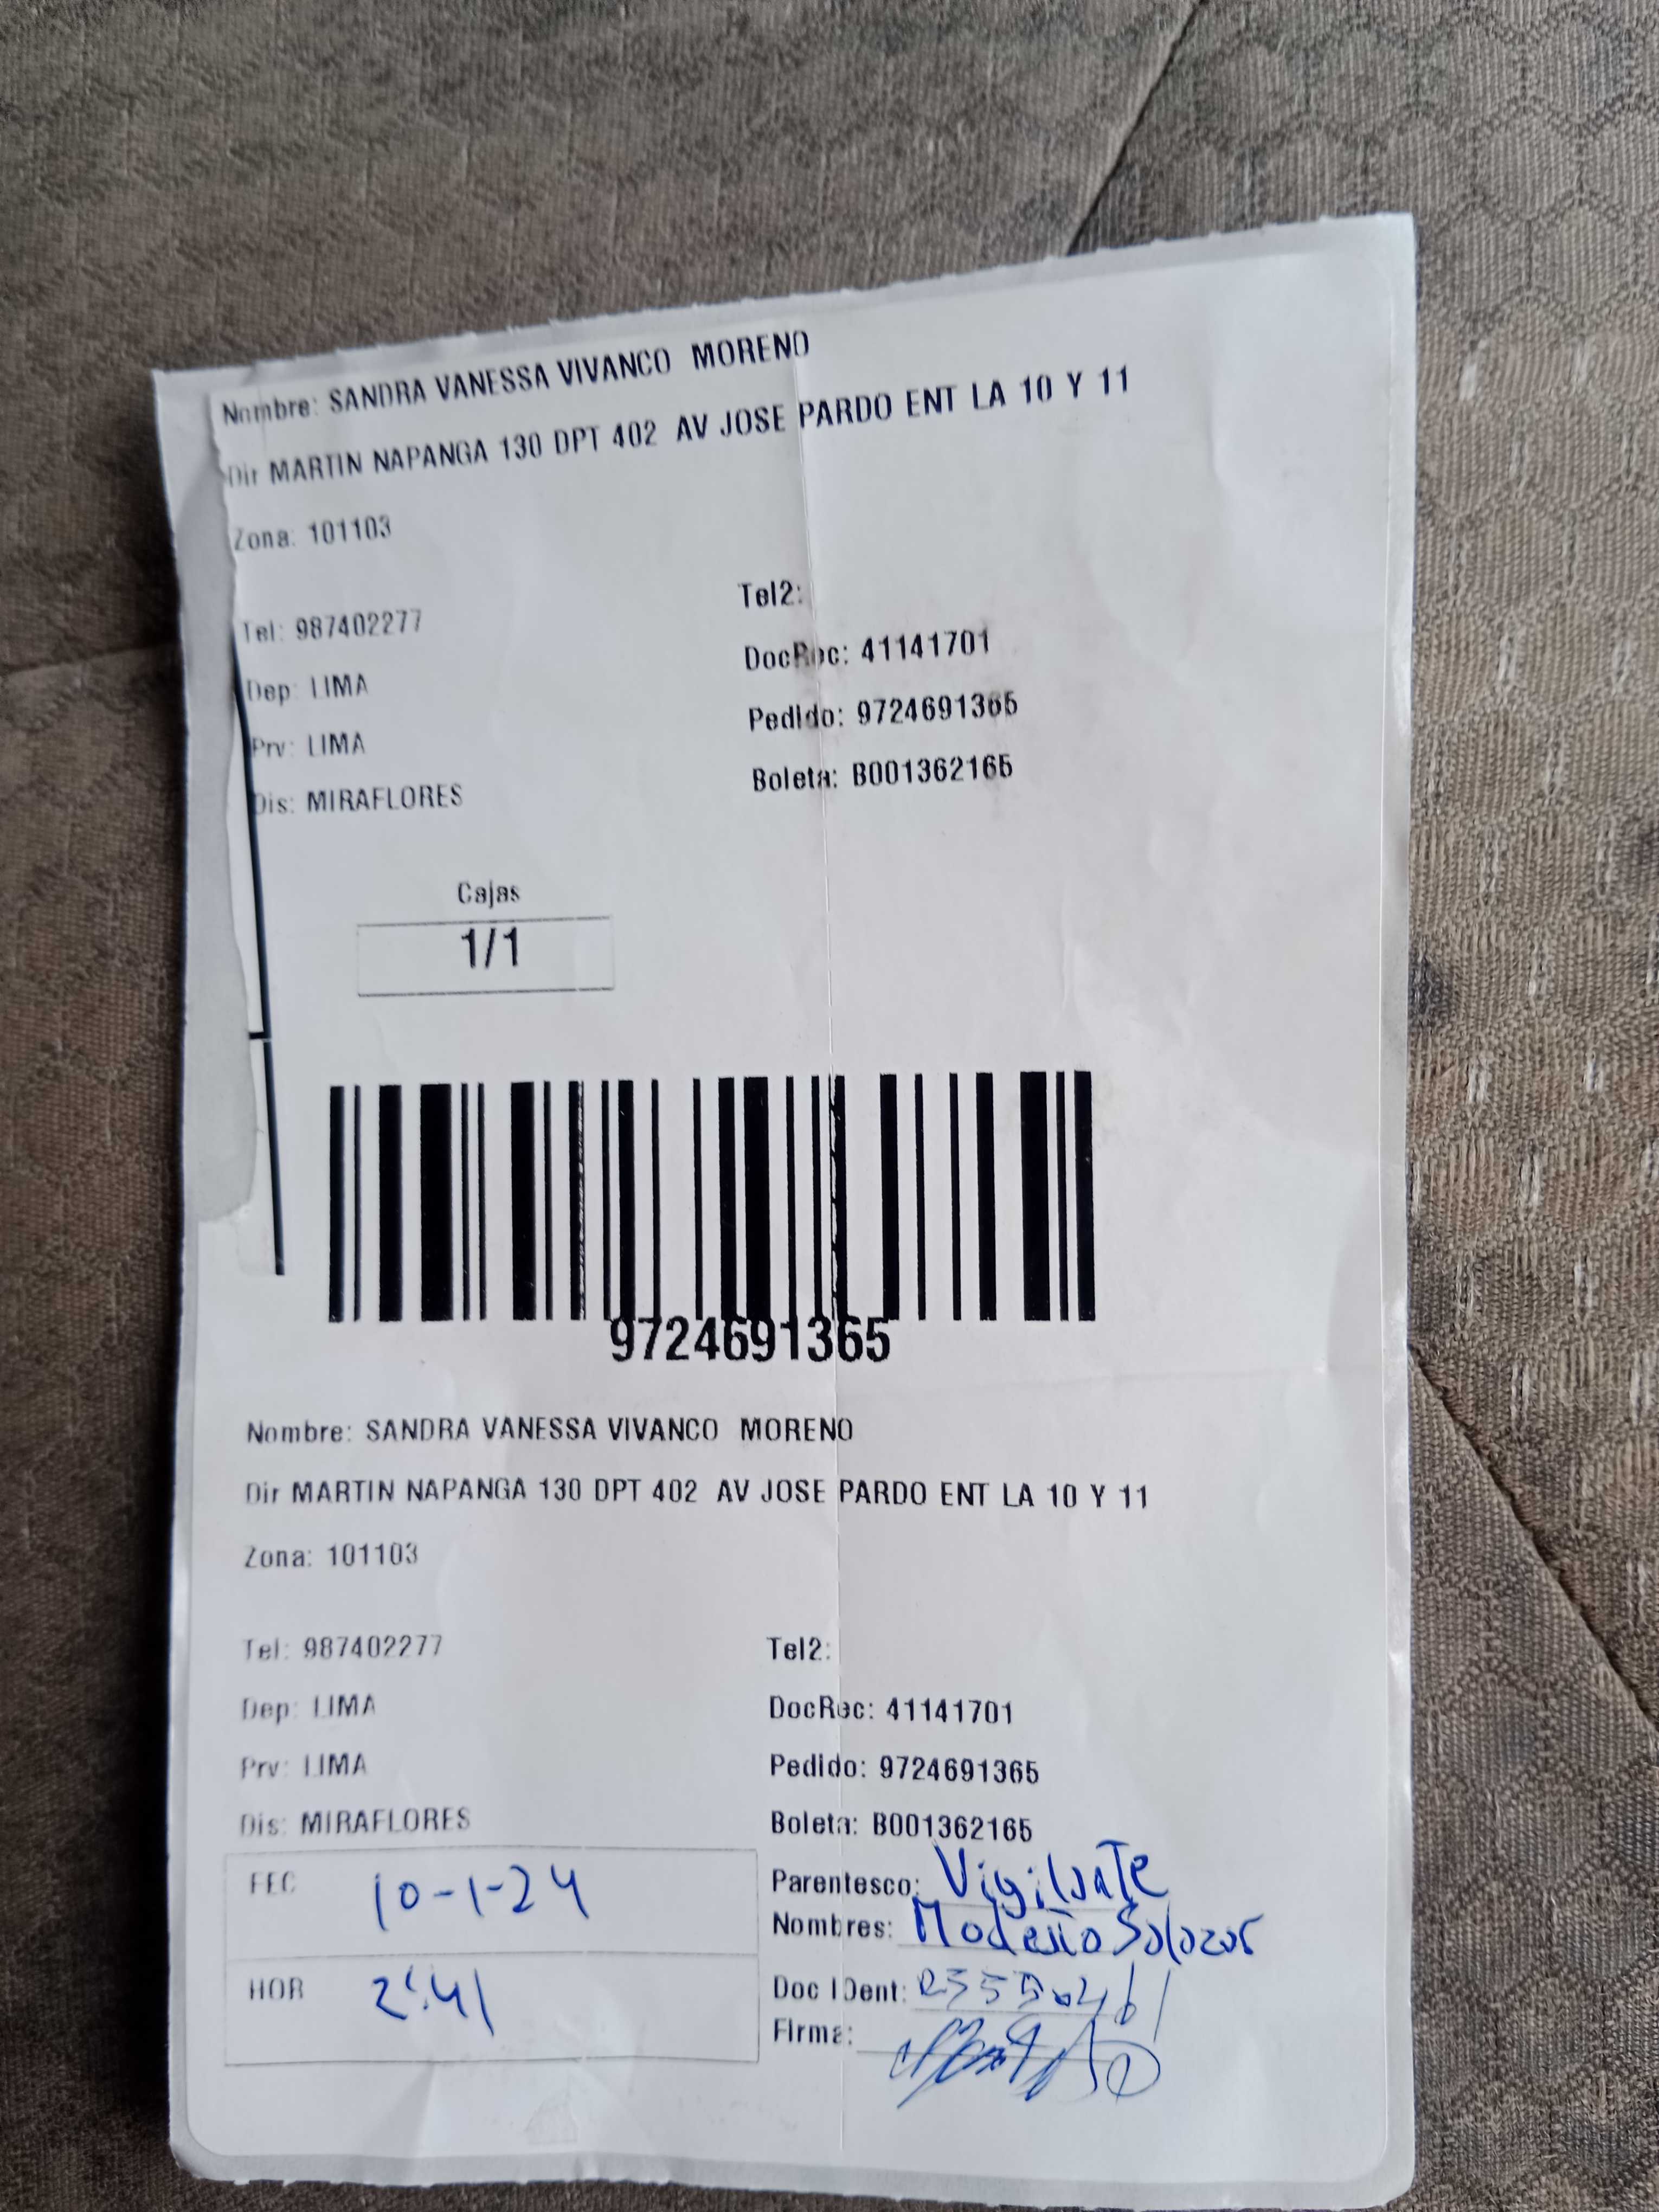 Nombre: SANDRA VANESSA VIVANCO MORENO
Dir MARTIN NAPANGA 130 DPT 402 AV JOSE PARDO ENT LA 10 Y 11
Zona: 101103
Tel: 987402277
Tel2:
Dep: LIMA
DocRec: 41141701
Prv: LIMA
Pedido: 9724691365
Dis: MIRAFLORES
Boleta: B001362165
Cajas
1/1
9724691365
Nombre: SANDRA VANESSA VIVANCO MORENO
Dir MARTIN NAPANGA 130 DPT 402 AV JOSE PARDO ENT LA 10 Y 11
Zona: 101103
Tel: 987402277
Tel2:
Dep: LIMA
DocRec: 41141701
Prv: LIMA
Pedido: 9724691365
Dis: MIRAFLORES
Boleta: B001362165
FEC 10-1-24
Parentesco: Vigilante
Nombres: Salazar
HOR 2:41
Doc IDent:
Firma: